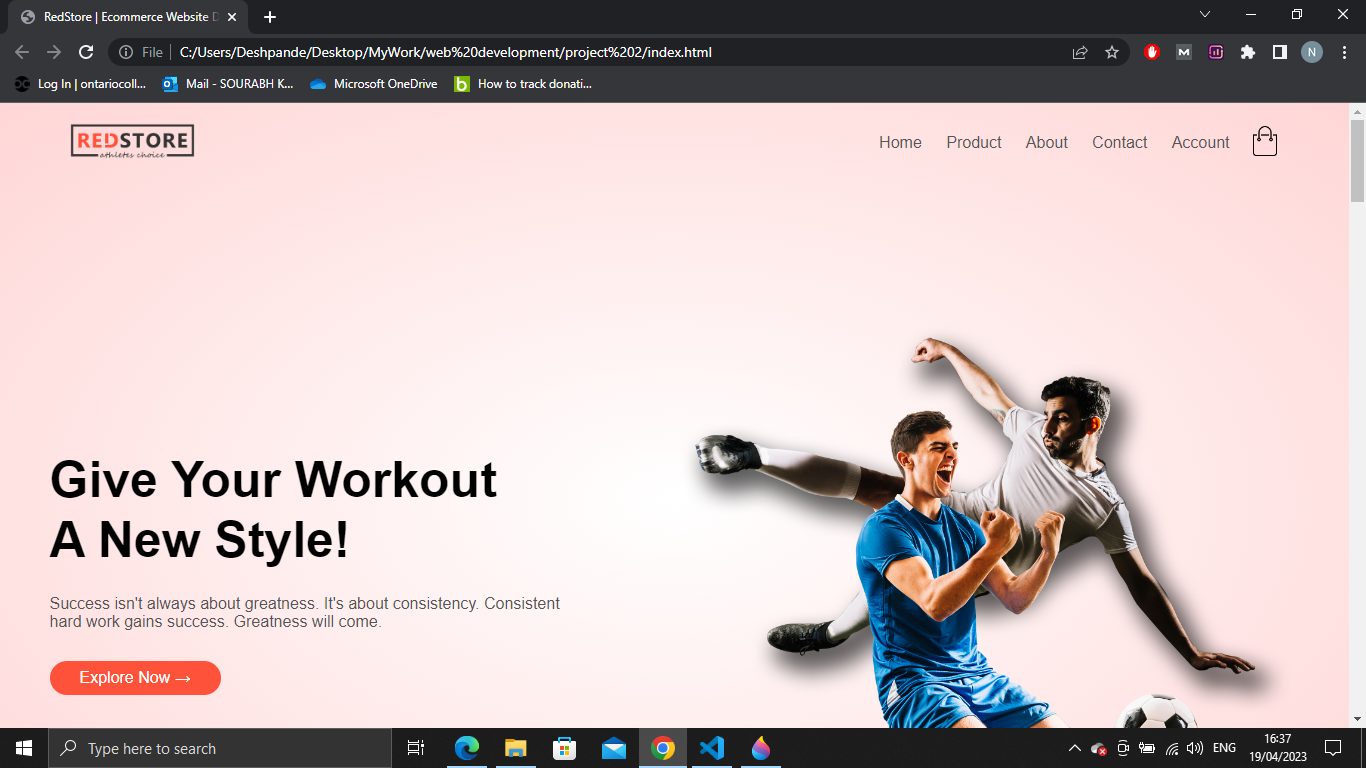 RedStore | Ecommerce Website D
File
C:/Users/Deshpande/Desktop/MyWork/web%20development/project%202/index.html
N
Log In | ontariocoll...
Mail - SOURABH K...
Microsoft OneDrive
How to track donati...
REDSTORE
athletes choice
Home
Product
About
Contact
Account
Give Your Workout
A New Style!
Success isn't always about greatness. It's about consistency. Consistent
hard work gains success. Greatness will come.
Explore Now →
Type here to search
ENG
16:37
19/04/2023